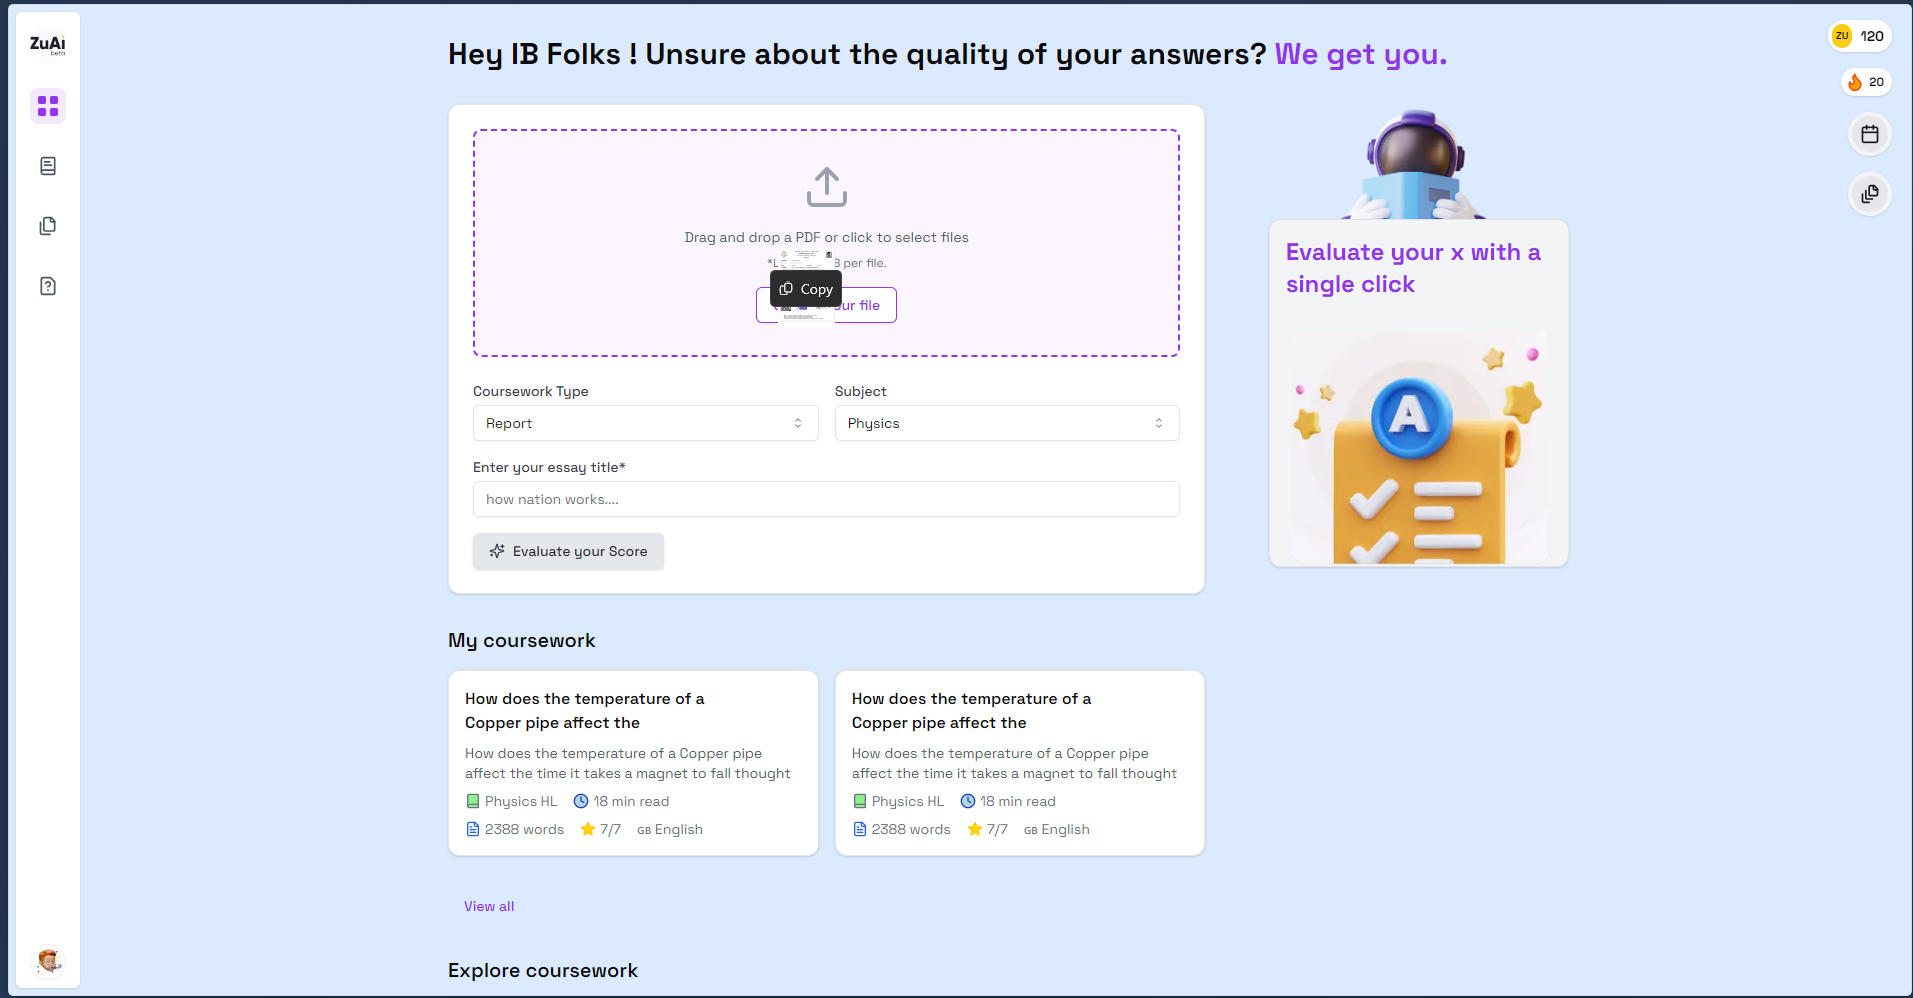 ZuAi
beta
Hey IB Folks ! Unsure about the quality of your answers? We get you.
ZU 120
20
Drag and drop a PDF or click to select files
per file.
Copy
file
Evaluate your x with a
single click
A
Coursework Type
Subject
Report
Physics
Enter your essay title*
how nation works....
Evaluate your Score
My coursework
How does the temperature of a
Copper pipe affect the
How does the temperature of a Copper pipe
affect the time it takes a magnet to fall thought
Physics HL 18 min read
2388 words 7/7 GB English
How does the temperature of a
Copper pipe affect the
How does the temperature of a Copper pipe
affect the time it takes a magnet to fall thought
Physics HL 18 min read
2388 words 7/7 GB English
View all
Explore coursework